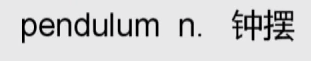 pendulum n. 钟摆